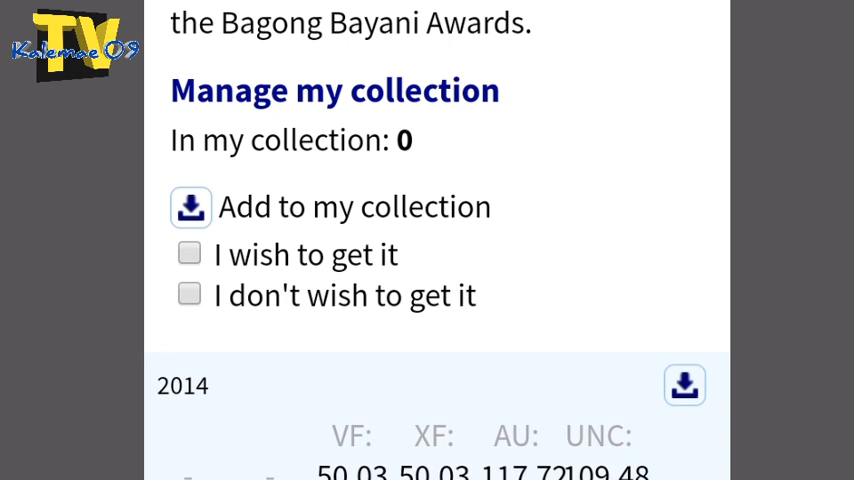 TV
Kalemae 09
the Bagong Bayani Awards.
Manage my collection
In my collection: 0
Add to my collection
I wish to get it
I don't wish to get it
2014
VF: XF: AU: UNC:
- - 50.03 50.03 117.72 109.48